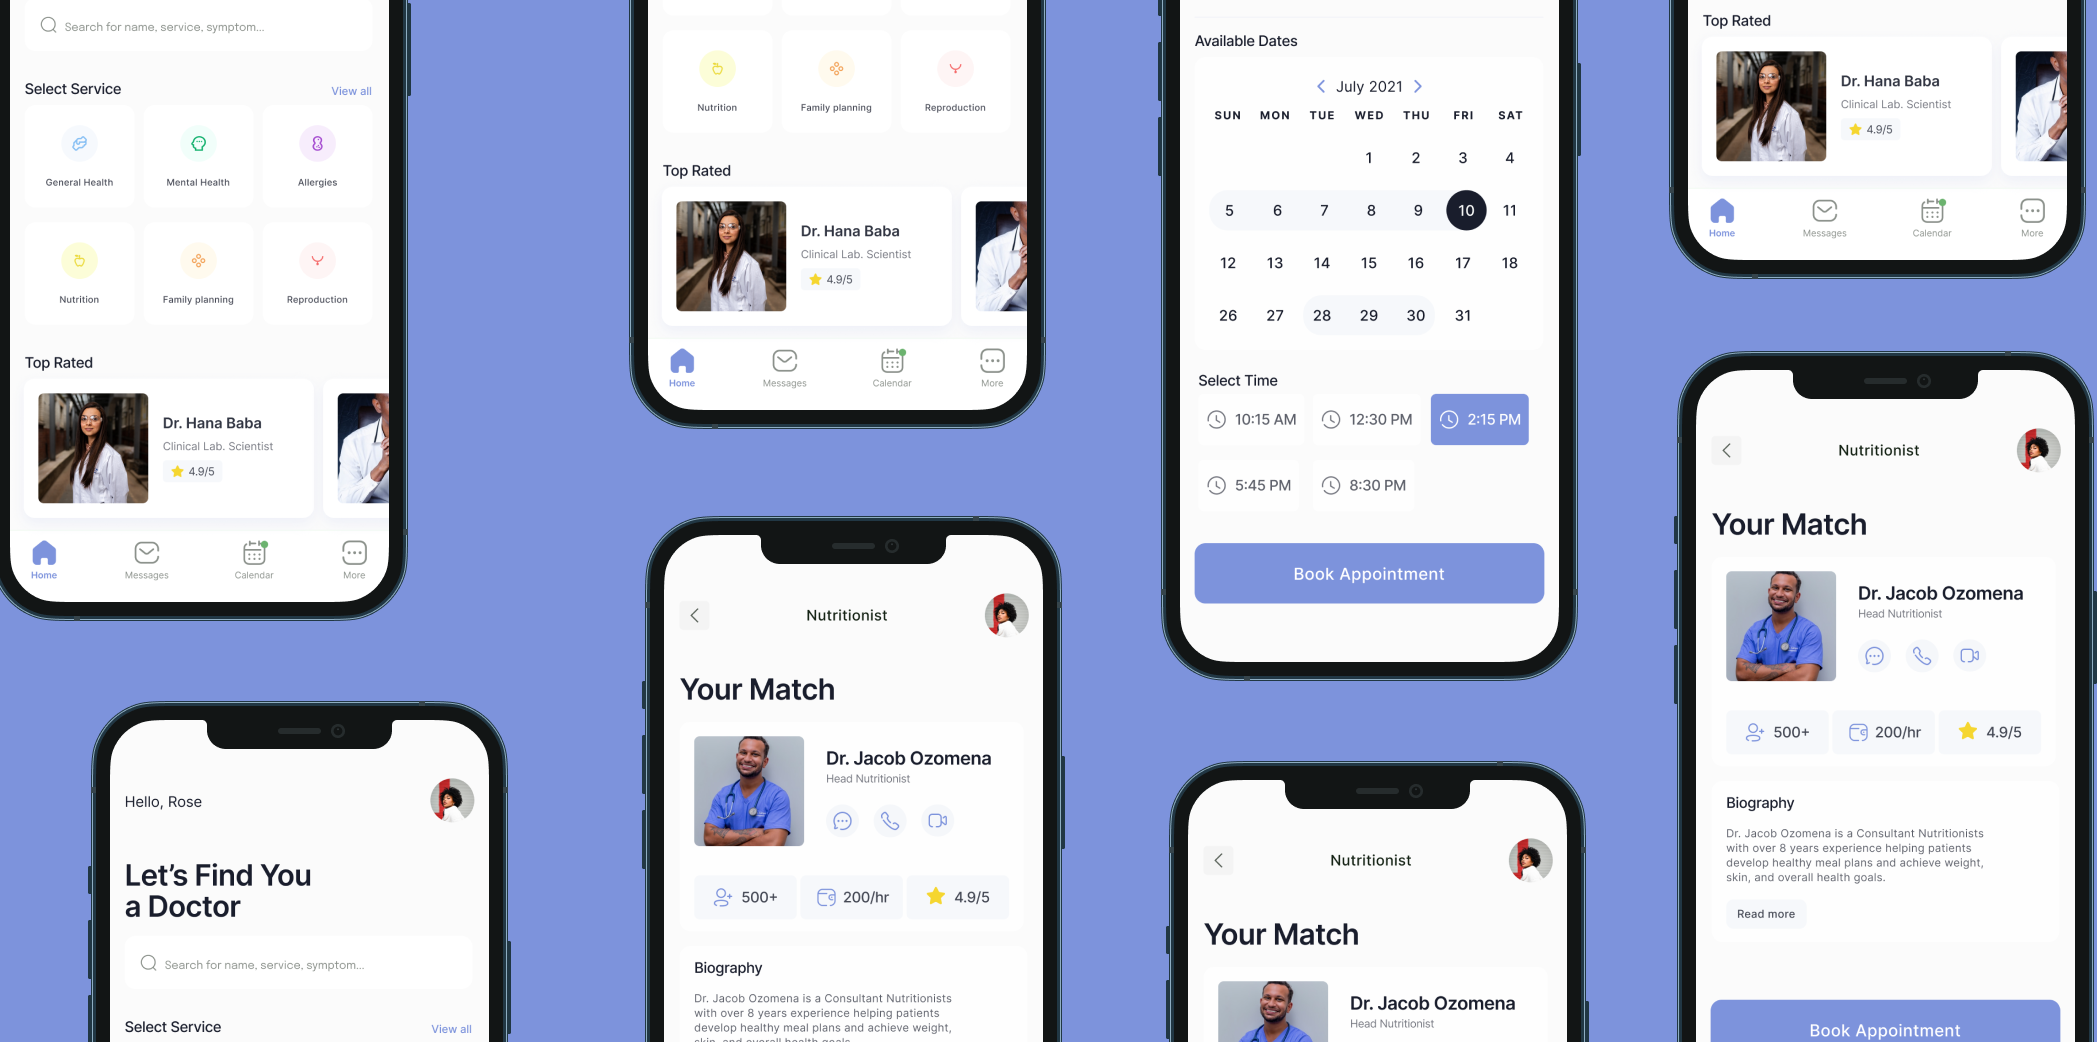 Search for name, service, symptom...
Select Service
View all
General Health
Mental Health
Allergies
Nutrition
Family planning
Reproduction
Top Rated
Dr. Hana Baba
Clinical Lab. Scientist
4.9/5
Home
Messages
Calendar
More
Hello, Rose
Let's Find You
a Doctor
Search for name, service, symptom...
Select Service
View all
Nutrition
Family planning
Reproduction
Top Rated
Dr. Hana Baba
Clinical Lab. Scientist
4.9/5
Home
Messages
Calendar
More
Nutritionist
Your Match
Dr. Jacob Ozomena
Head Nutritionist
500+
200/hr
4.9/5
Biography
Dr. Jacob Ozomena is a Consultant Nutritionists
with over 8 years experience helping patients
develop healthy meal plans and achieve weight,
skin, and overall health goals.
Available Dates
July 2021
SUN MON TUE WED THU FRI SAT
1 2 3 4
5 6 7 8 9 10 11
12 13 14 15 16 17 18
26 27 28 29 30 31
Select Time
10:15 AM
12:30 PM
2:15 PM
5:45 PM
8:30 PM
Book Appointment
Nutritionist
Your Match
Dr. Jacob Ozomena
Head Nutritionist
Top Rated
Dr. Hana Baba
Clinical Lab. Scientist
4.9/5
Home
Messages
Calendar
More
Nutritionist
Your Match
Dr. Jacob Ozomena
Head Nutritionist
500+
200/hr
4.9/5
Biography
Dr. Jacob Ozomena is a Consultant Nutritionists
with over 8 years experience helping patients
develop healthy meal plans and achieve weight,
skin, and overall health goals.
Read more
Book Appointment